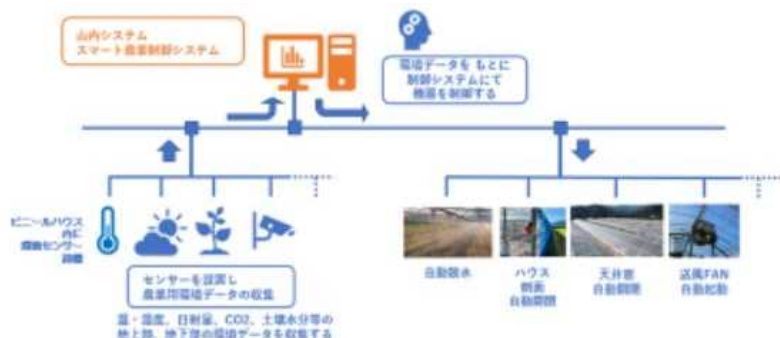 山内システム
スマート農業制御システム
環境データをもとに
制御システムにて
機器を制御する
ビニールハウス
内に
環境センサー
設置
センサーを設置し
農業用環境データの収集
温・湿度、日射量、CO2、土壌水分等の
地上部、地下部の環境データを収集する
自動散水
ハウス
側面
自動開閉
天井窓
自動開閉
送風FAN
自動起動